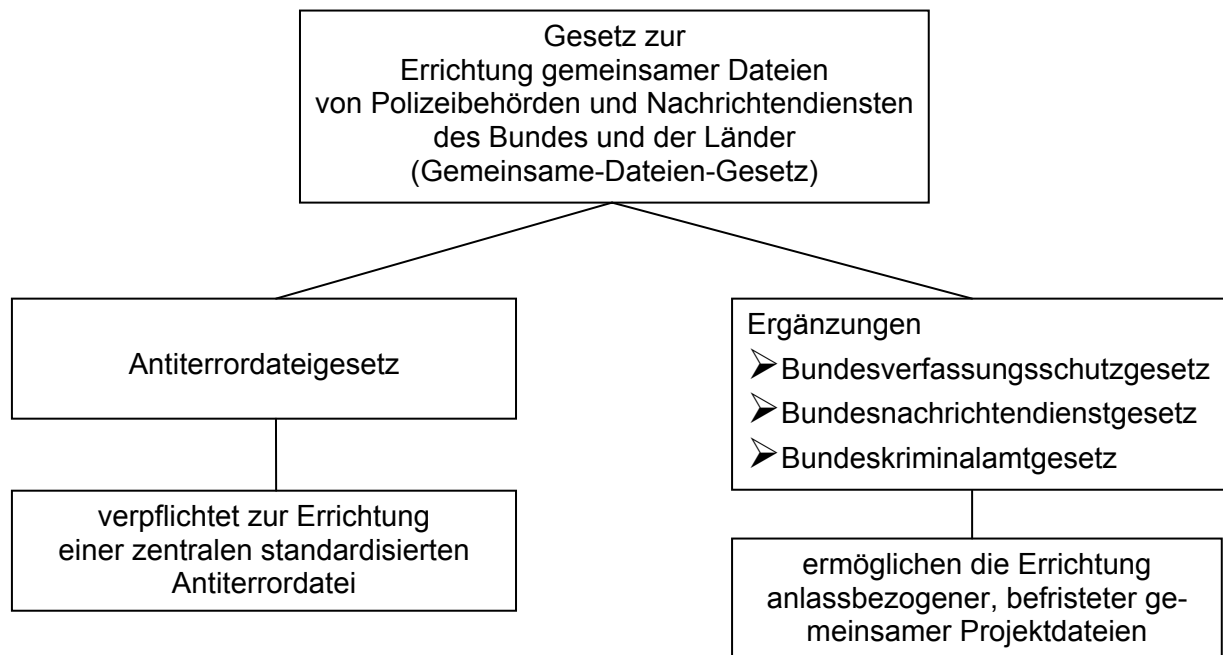 Gesetz zur
Errichtung gemeinsamer Dateien
von Polizeibehörden und Nachrichtendiensten
des Bundes und der Länder
(Gemeinsame-Dateien-Gesetz)
Antiterrordateigesetz
verpflichtet zur Errichtung
einer zentralen standardisierten
Antiterrordatei
Ergänzungen
➢Bundesverfassungsschutzgesetz
➢Bundesnachrichtendienstgesetz
➢Bundeskriminalamtgesetz
ermöglichen die Errichtung
anlassbezogener, befristeter ge-
meinsamer Projektdateien